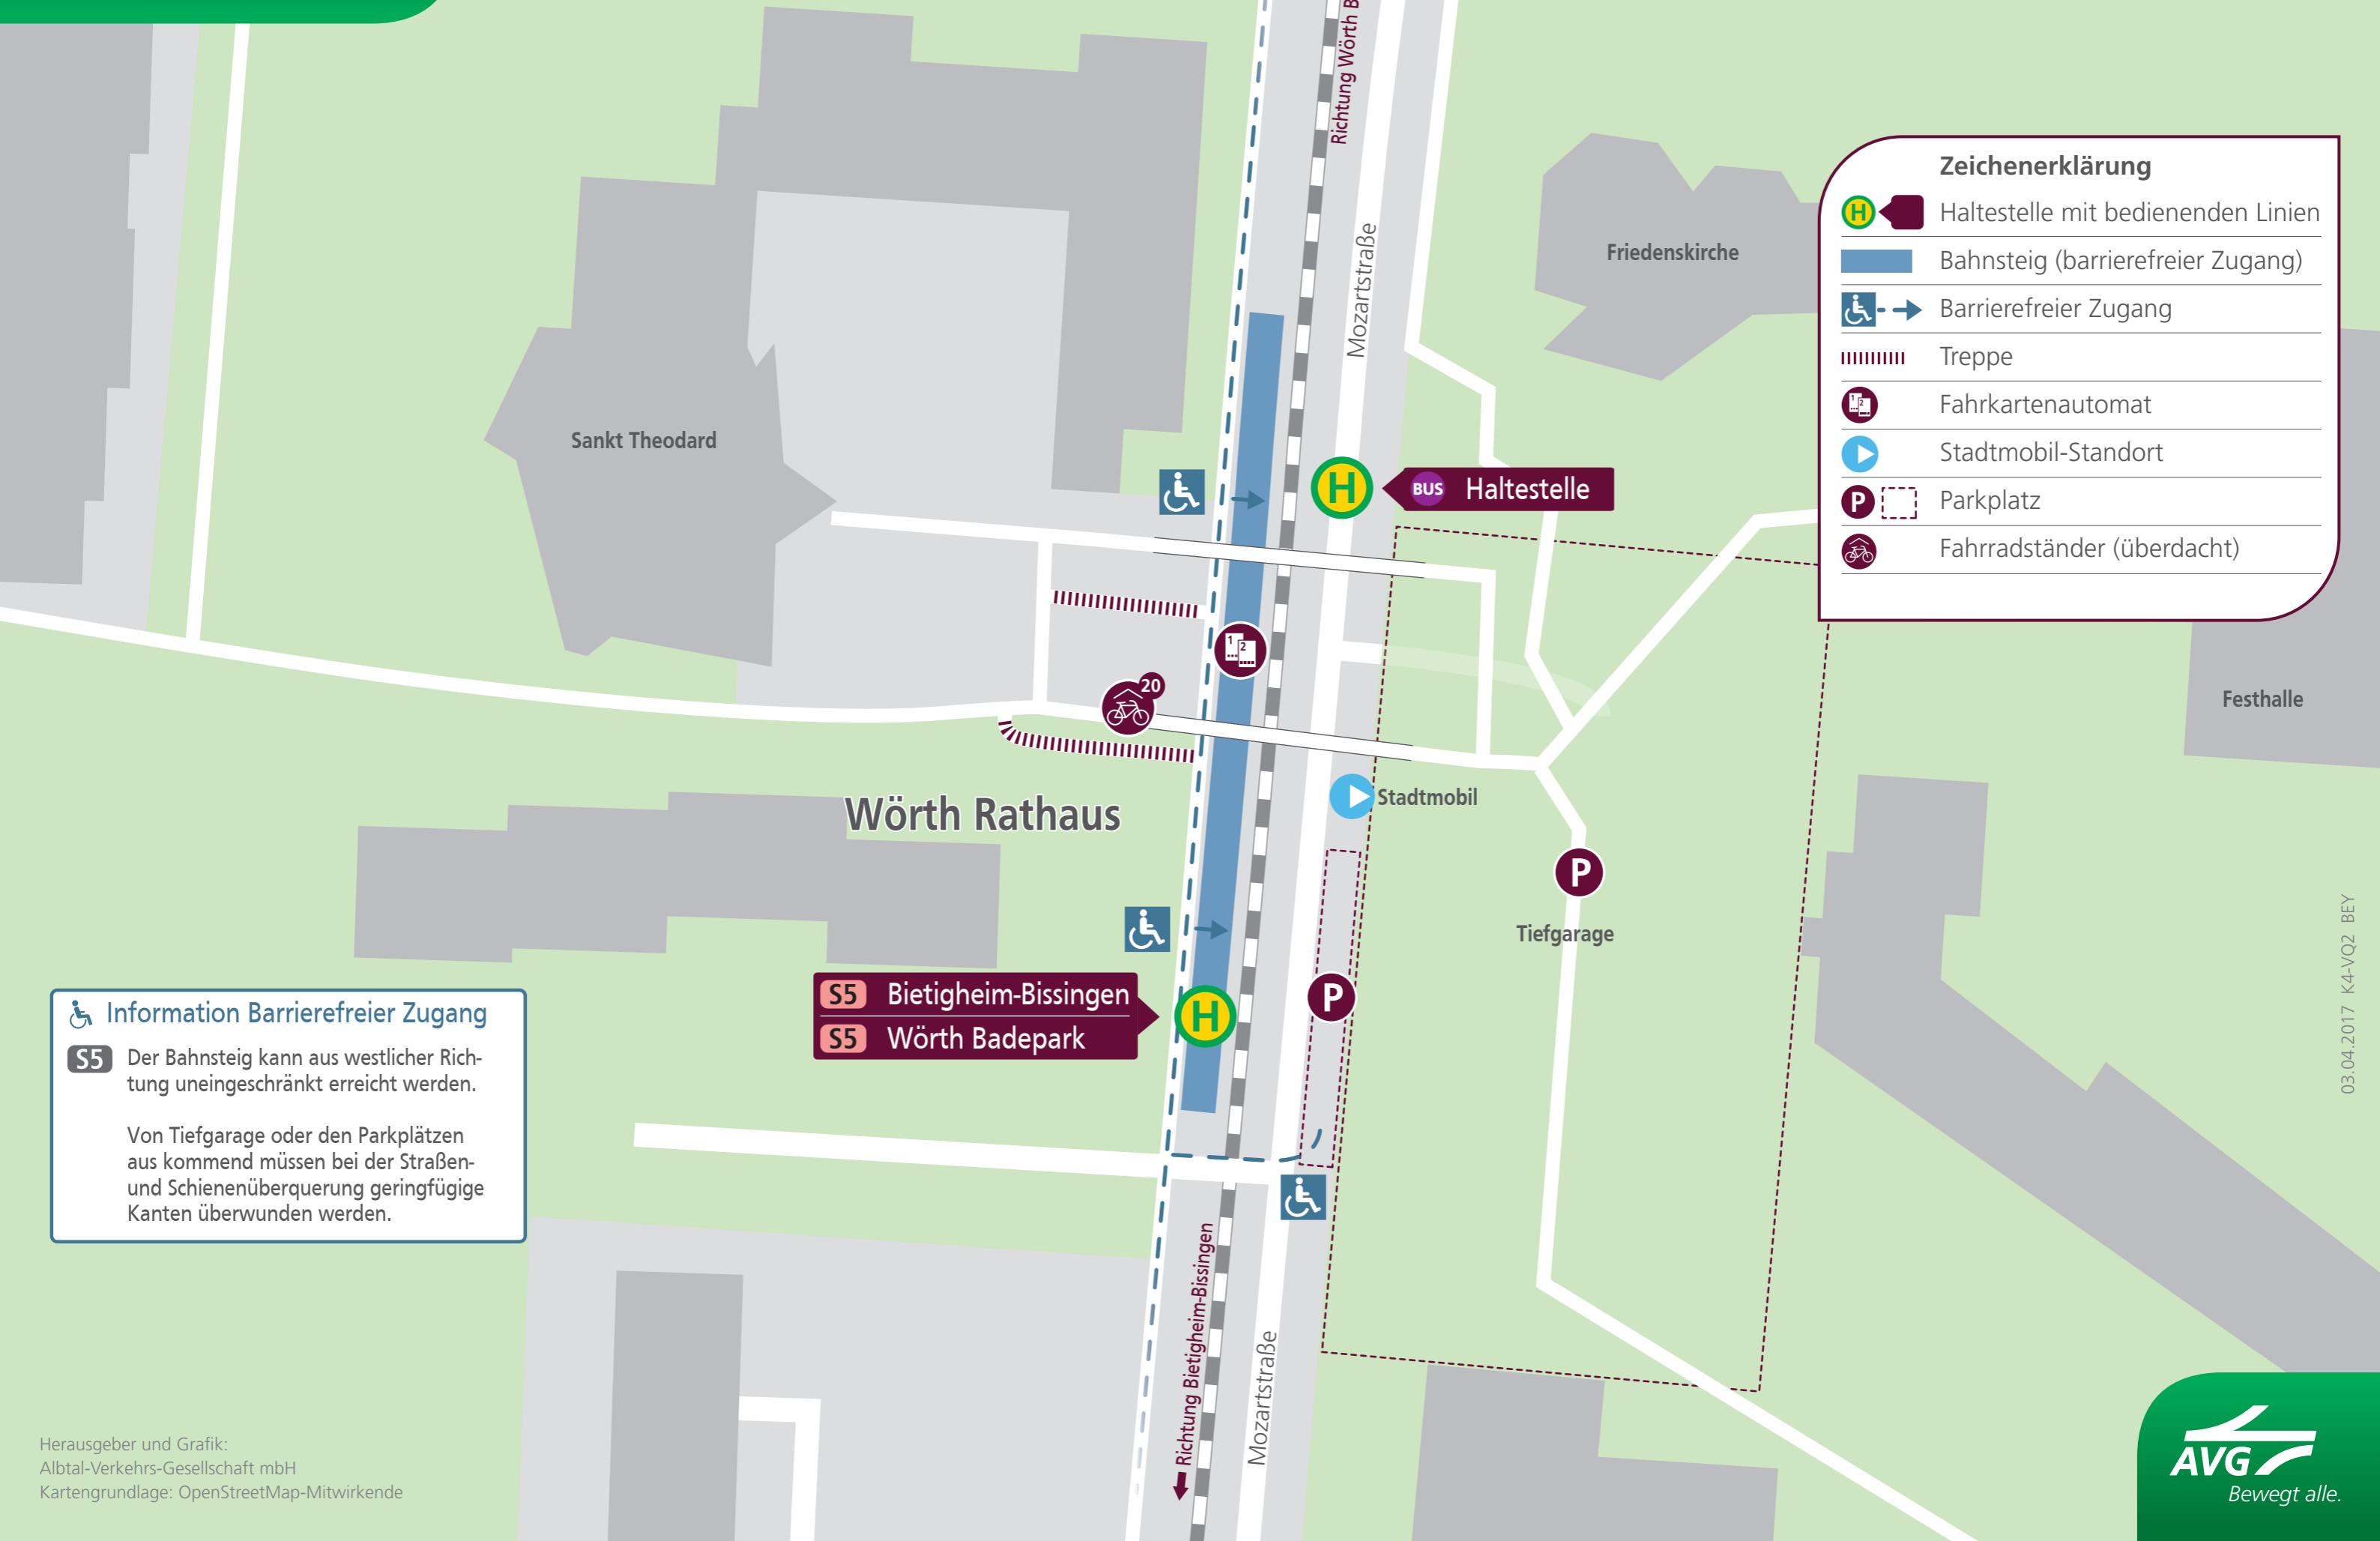 Richtung Wörth B
Mozartstraße
Friedenskirche
Zeichenerklärung
H
Haltestelle mit bedienenden Linien
Bahnsteig (barrierefreier Zugang)
Barrierefreier Zugang
Treppe
1 2
Fahrkartenautomat
Stadtmobil-Standort
P
Parkplatz
Fahrradständer (überdacht)
Sankt Theodard
H
BUS Haltestelle
1 2
20
Festhalle
Wörth Rathaus
Stadtmobil
P
Tiefgarage
S5 Bietigheim-Bissingen
S5 Wörth Badepark
H
P
Information Barrierefreier Zugang
S5 Der Bahnsteig kann aus westlicher Rich-
tung uneingeschränkt erreicht werden.
Von Tiefgarage oder den Parkplätzen
aus kommend müssen bei der Straßen-
und Schienenüberquerung geringfügige
Kanten überwunden werden.
03.04.2017 K4-VQ2 BEY
Richtung Bietigheim-Bissingen
Mozartstraße
Herausgeber und Grafik:
Albtal-Verkehrs-Gesellschaft mbH
Kartengrundlage: OpenStreetMap-Mitwirkende
AVG
Bewegt alle.